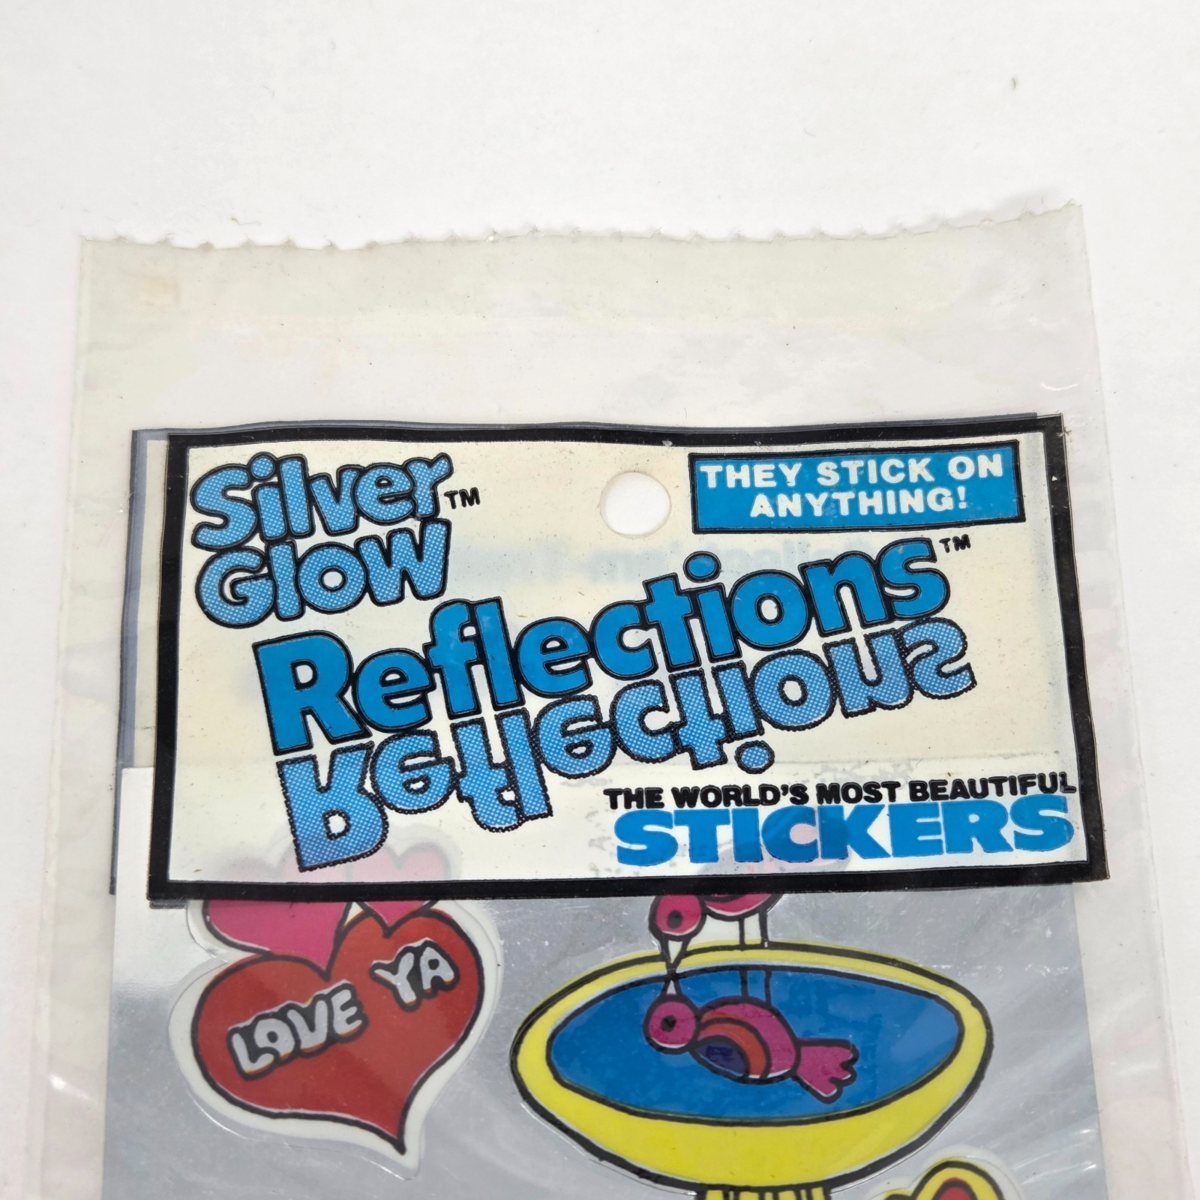 Silver™
Glow
THEY STICK ON
ANYTHING!
Reflections™
Reflections
THE WORLD'S MOST BEAUTIFUL
STICKERS
LOVE YA